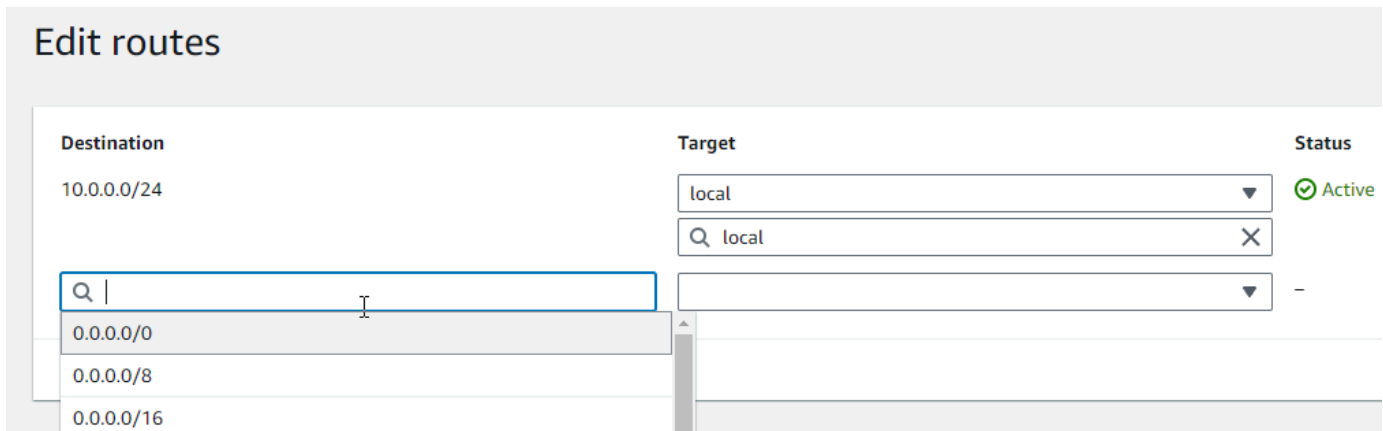 Edit routes
Destination Target Status
10.0.0.0/24 local Active
local
–
0.0.0.0/0
0.0.0.0/8
0.0.0.0/16